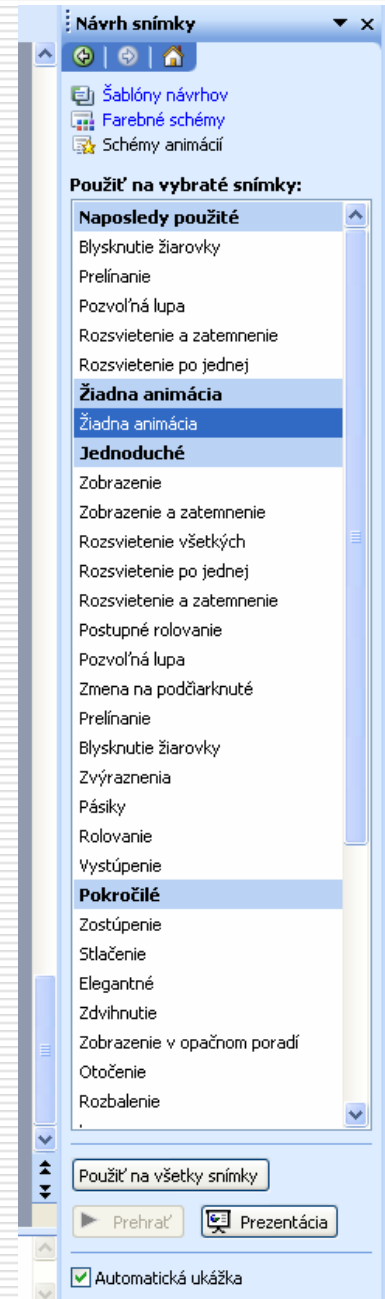 Návrh snímky
Šablóny návrhov
Farebné schémy
Schémy animácií
Použiť na vybraté snímky:
Naposledy použité
Blysknutie žiarovky
Prelínanie
Pozvoľná lupa
Rozsvietenie a zatemnenie
Rozsvietenie po jednej
Žiadna animácia
Žiadna animácia
Jednoduché
Zobrazenie
Zobrazenie a zatemnenie
Rozsvietenie všetkých
Rozsvietenie po jednej
Rozsvietenie a zatemnenie
Postupné rolovanie
Pozvoľná lupa
Zmena na podčiarknuté
Prelínanie
Blysknutie žiarovky
Zvýraznenia
Pásiky
Rolovanie
Vystúpenie
Pokročilé
Zostúpenie
Stlačenie
Elegantné
Zdvihnutie
Zobrazenie v opačnom poradí
Otočenie
Rozbalenie
Použiť na všetky snímky
Prehrať
Prezentácia
Automatická ukážka